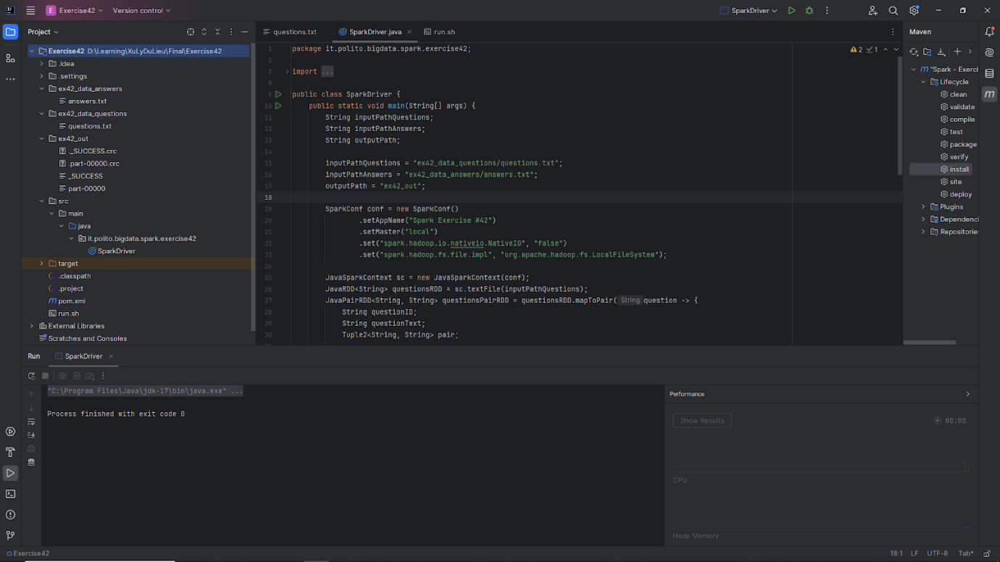 E Exercise42 Version control SparkDriver
Project
questions.txt SparkDriver.java run.sh
Maven
Exercise42 D:\Learning\XuLyDuLieu\Final\Exercise42
.idea
.settings
ex42_data_answers
answers.txt
ex42_data_questions
questions.txt
ex42_out
._SUCCESS.crc
.part-00000.crc
_SUCCESS
part-00000
src
main
java
it.polito.bigdata.spark.exercise42
SparkDriver
target
.classpath
.project
pom.xml
run.sh
External Libraries
Scratches and Consoles
2 1
1 package it.polito.bigdata.spark.exercise42;
2
3 import ...
8
9 public class SparkDriver {
10 public static void main(String[] args) {
11 String inputPathQuestions;
12 String inputPathAnswers;
13 String outputPath;
14
15 inputPathQuestions = "ex42_data_questions/questions.txt";
16 inputPathAnswers = "ex42_data_answers/answers.txt";
17 outputPath = "ex42_out";
18
19 SparkConf conf = new SparkConf()
20 .setAppName("Spark Exercise #42")
21 .setMaster("local")
22 .set("spark.hadoop.io.nativeio.NativeIO", "false")
23 .set("spark.hadoop.fs.file.impl", "org.apache.hadoop.fs.LocalFileSystem");
24
25 JavaSparkContext sc = new JavaSparkContext(conf);
26 JavaRDD<String> questionsRDD = sc.textFile(inputPathQuestions);
27 JavaPairRDD<String, String> questionsPairRDD = questionsRDD.mapToPair( String question -> {
28 String questionID;
29 String questionText;
30 Tuple2<String, String> pair;
m "Spark - Exerci
Lifecycle
clean
validate
compile
test
package
verify
install
site
deploy
Plugins
Dependenci
Repositories
m
Run SparkDriver
"C:\Program Files\Java\jdk-17\bin\java.exe" ...
Process finished with exit code 0
Performance
Show Results 00:00
CPU
Heap Memory
Exercise42 18:1 LF UTF-8 Tab*